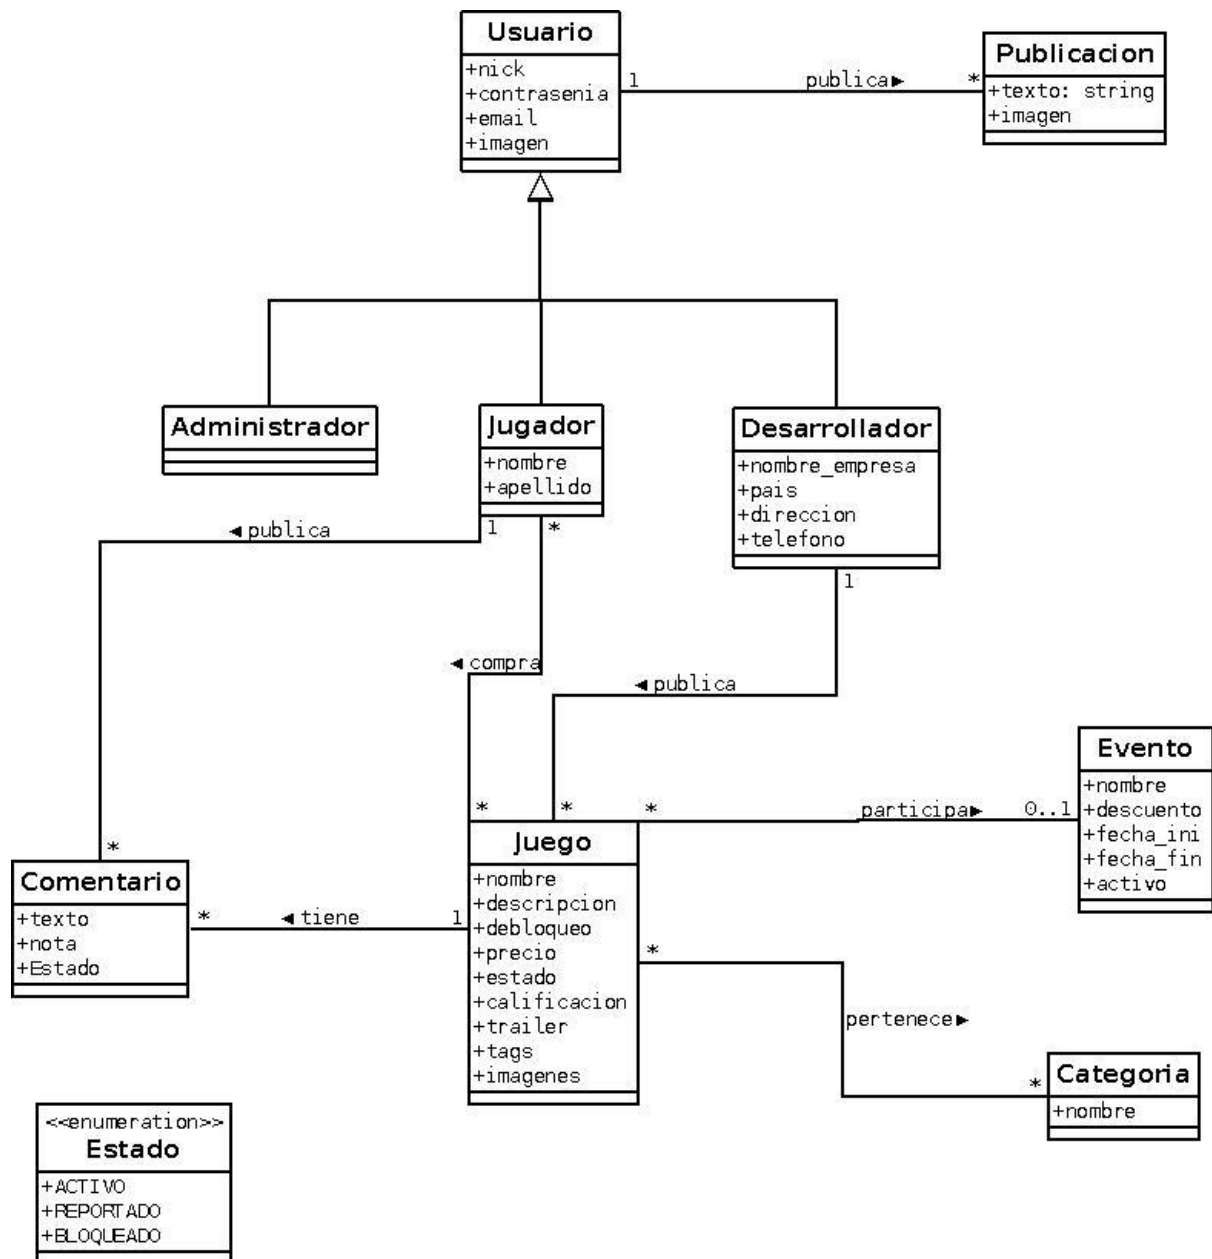 Usuario
+nick
+contrasenia
+email
+imagen
1
publica►
*
Publicacion
+texto: string
+imagen
Administrador
Jugador
+nombre
+apellido
Desarrollador
+nombre_empresa
+pais
+direccion
+telefono
◄publica
1
*
1
◄compra
◄publica
Evento
+nombre
+descuento
+fecha_ini
+fecha_fin
+activo
*
*
*
participa►
0..1
Juego
+nombre
+descripcion
+debloqueo
+precio
+estado
+calificacion
+trailer
+tags
+imagenes
*
Comentario
+texto
+nota
+Estado
*
◄tiene
1
*
pertenece►
*
Categoria
+nombre
<<enumeration>>
Estado
+ACTIVO
+REPORTADO
+BLOQUEADO